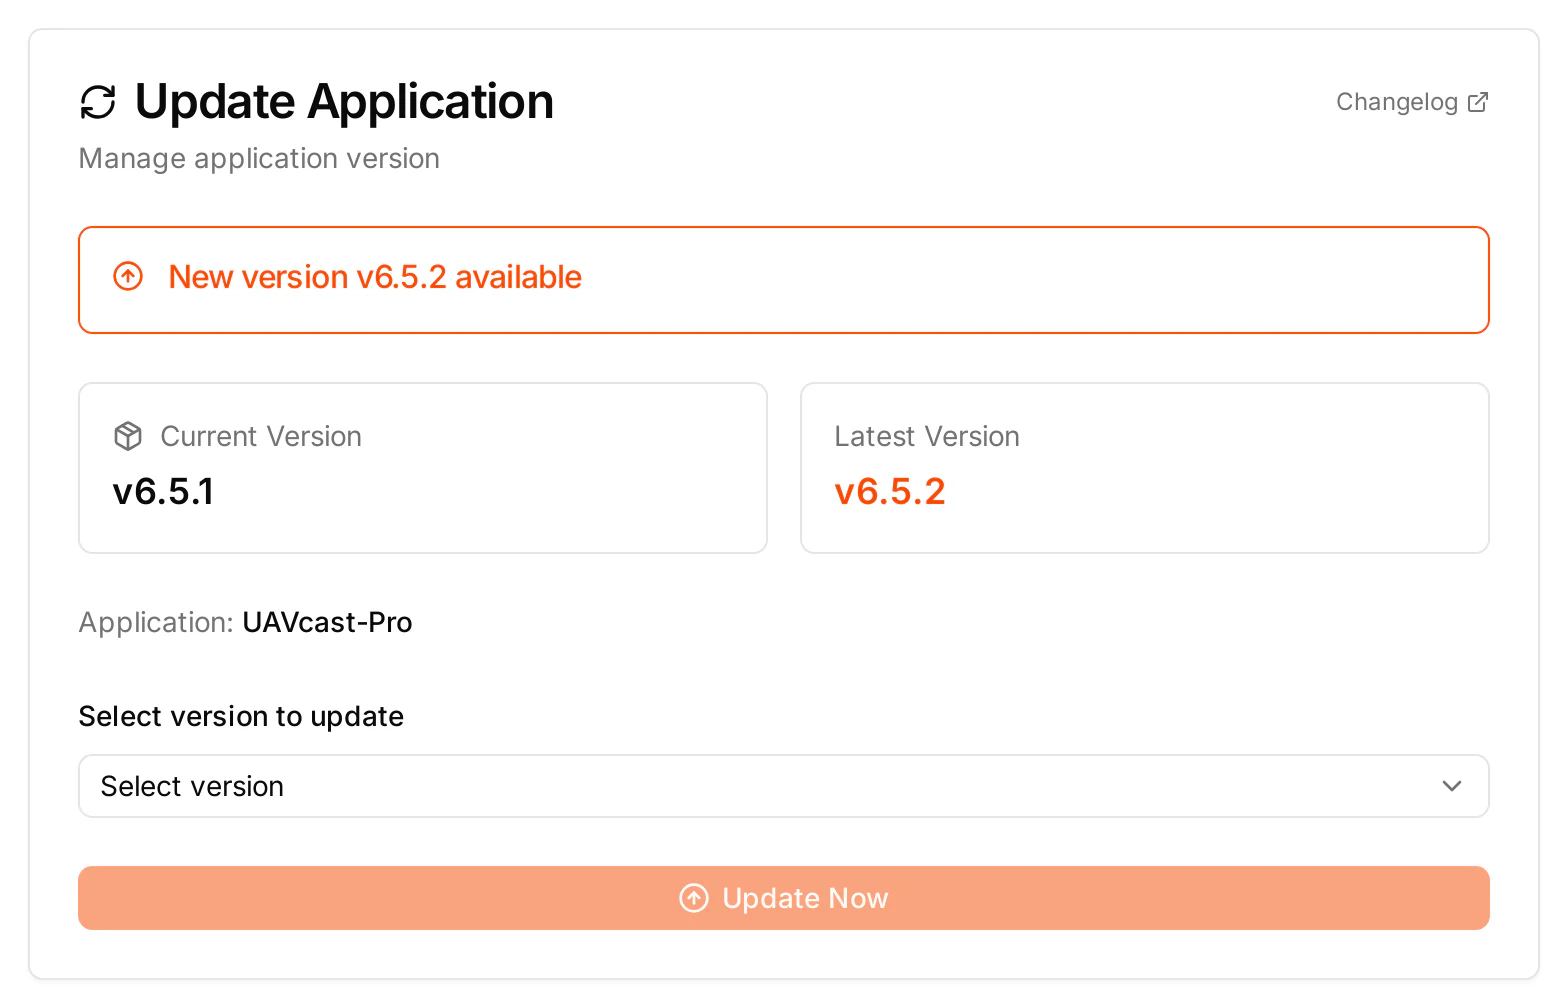 Update Application
Changelog
Manage application version
New version v6.5.2 available
Current Version
v6.5.1
Latest Version
v6.5.2
Application: UAVcast-Pro
Select version to update
Select version
Update Now